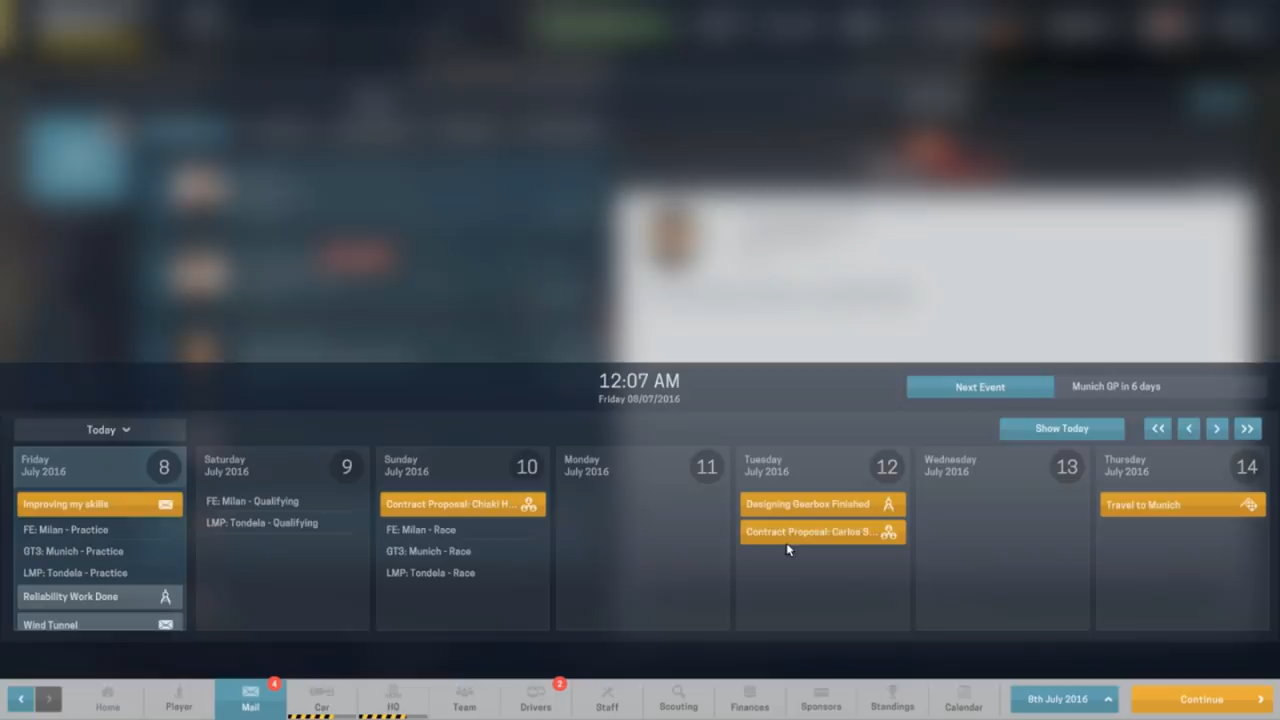 12:07 AM
Friday 08/07/2016
Next Event
Munich GP in 6 days
Today
Show Today
Friday
July 2016
8
Improving my skills
FE: Milan - Practice
GT3: Munich - Practice
LMP: Tondela - Practice
Reliability Work Done
Wind Tunnel
Saturday
July 2016
9
FE: Milan - Qualifying
LMP: Tondela - Qualifying
Sunday
July 2016
10
Contract Proposal: Chiaki H...
FE: Milan - Race
GT3: Munich - Race
LMP: Tondela - Race
Monday
July 2016
11
Tuesday
July 2016
12
Designing Gearbox Finished
Contract Proposal: Carlos S...
Wednesday
July 2016
13
Thursday
July 2016
14
Travel to Munich
Home
Player
4
Mail
Car
HQ
Team
2
Drivers
Staff
Scouting
Finances
Sponsors
Standings
Calendar
8th July 2016
Continue